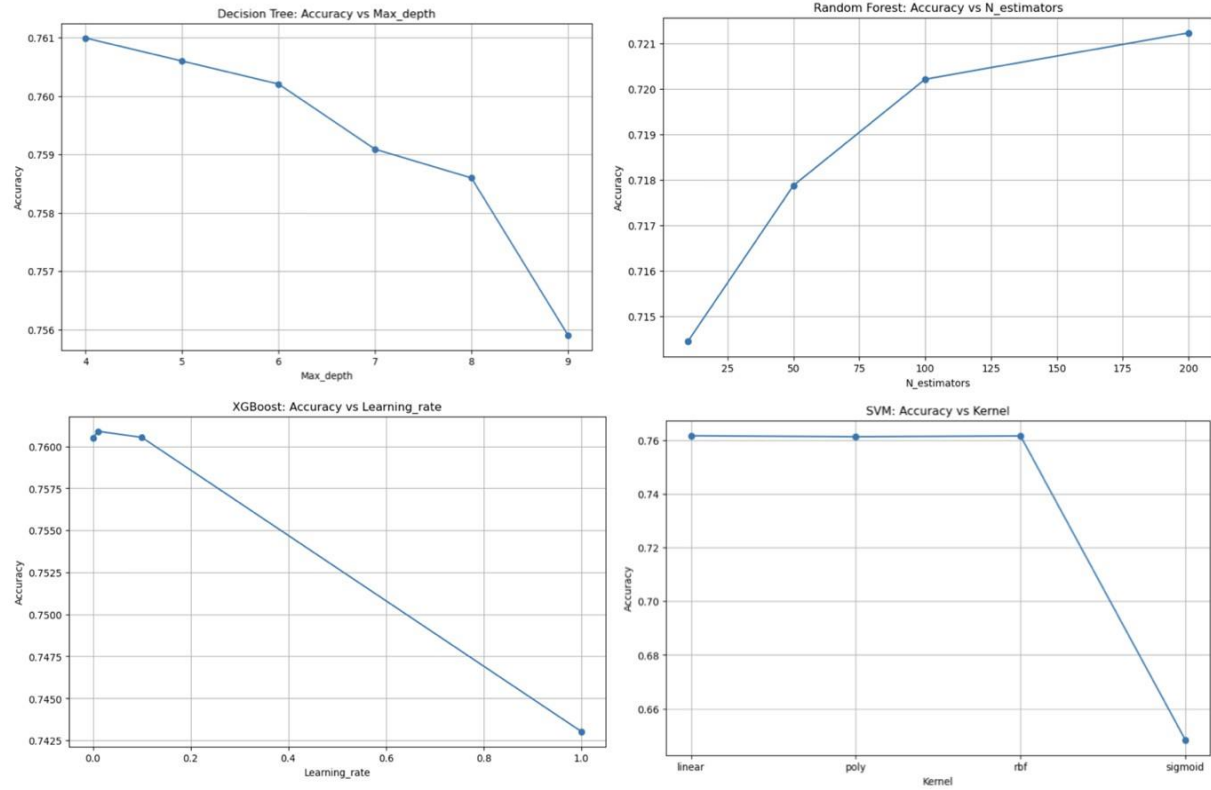 Decision Tree: Accuracy vs Max_depth
Accuracy
0.761
0.760
0.759
0.758
0.757
0.756
4 5 6 7 8 9
Max_depth
Random Forest: Accuracy vs N_estimators
Accuracy
0.721
0.720
0.719
0.718
0.717
0.716
0.715
25 50 75 100 125 150 175 200
N_estimators
XGBoost: Accuracy vs Learning_rate
Accuracy
0.7600
0.7575
0.7550
0.7525
0.7500
0.7475
0.7450
0.7425
0.0 0.2 0.4 0.6 0.8 1.0
Learning_rate
SVM: Accuracy vs Kernel
Accuracy
0.76
0.74
0.72
0.70
0.68
0.66
linear poly rbf sigmoid
Kernel